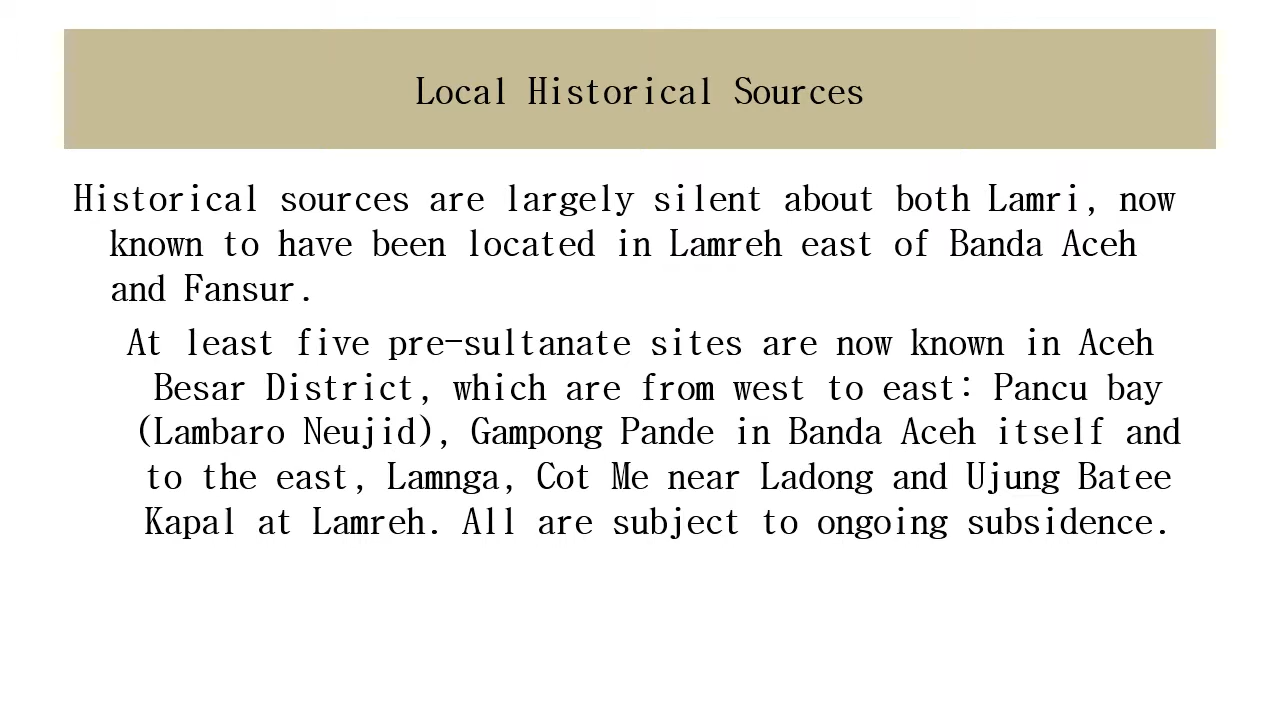 Local Historical Sources
Historical sources are largely silent about both Lamri, now
known to have been located in Lamreh east of Banda Aceh
and Fansur.
At least five pre-sultanate sites are now known in Aceh
Besar District, which are from west to east: Pancu bay
(Lambaro Neujid), Gampong Pande in Banda Aceh itself and
to the east, Lamnga, Cot Me near Ladong and Ujung Batee
Kapal at Lamreh. All are subject to ongoing subsidence.